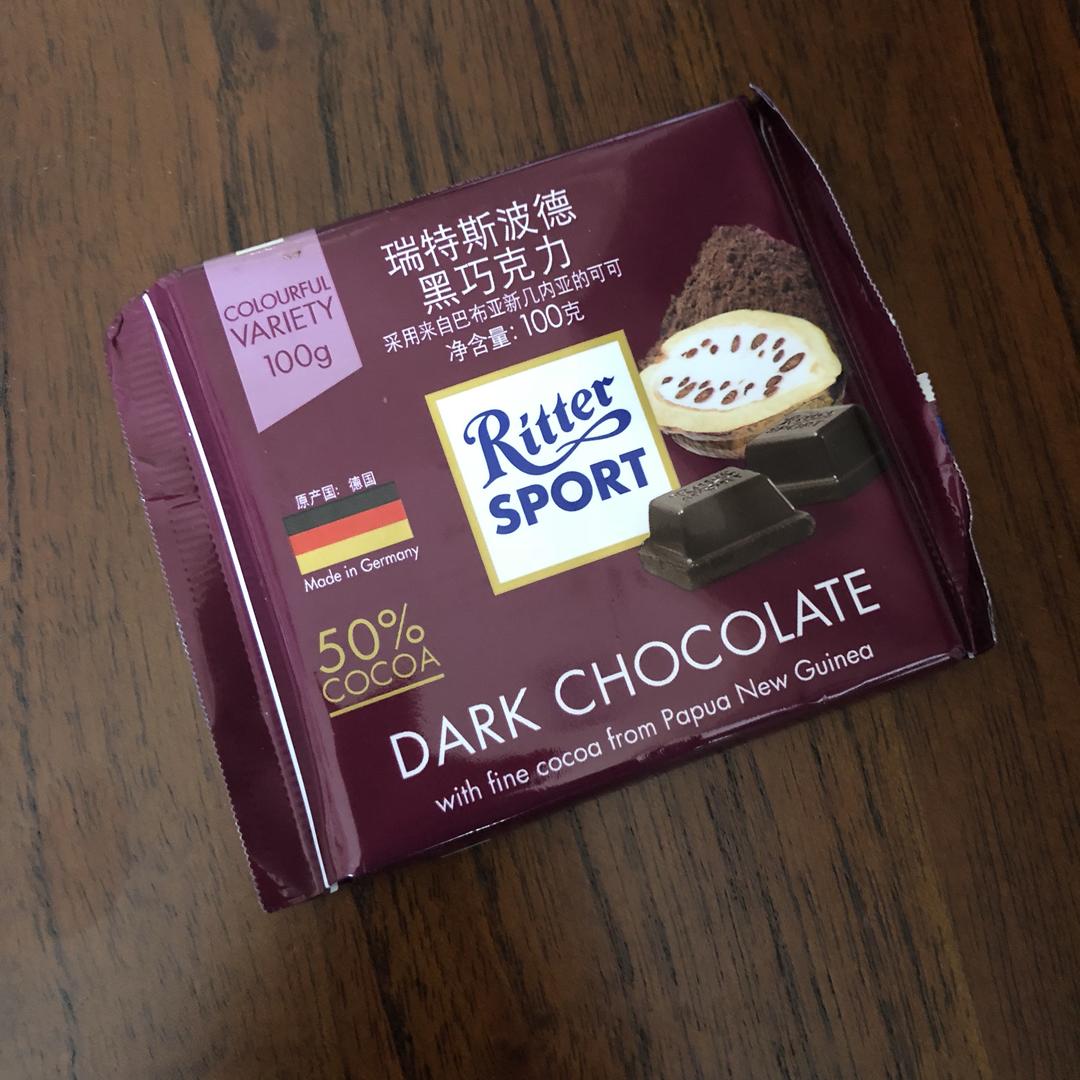 瑞特斯波德
黑巧克力
采用来自巴布亚新几内亚的可可
净含量: 100克
COLOURFUL
VARIETY
100g
Ritter
SPORT
原产国: 德国
Made in Germany
50%
COCOA
DARK CHOCOLATE
with fine cocoa from Papua New Guinea